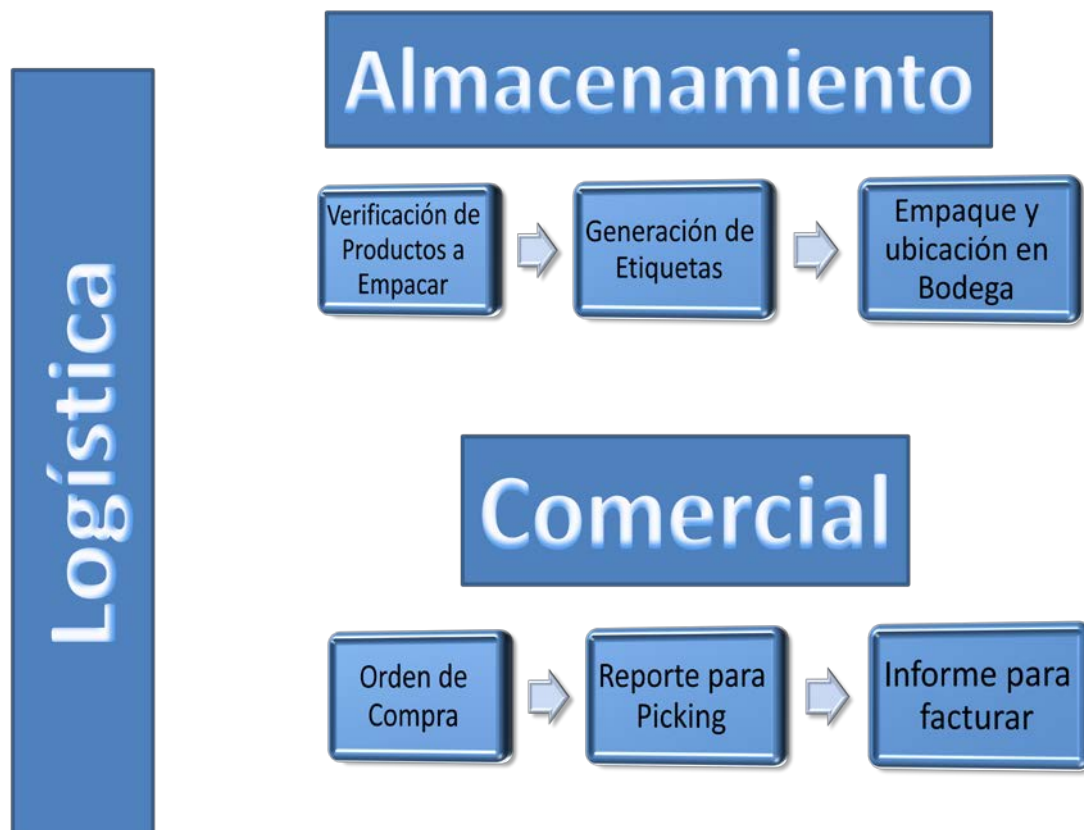 Logística
Almacenamiento
Verificación de
Productos a
Empacar
Generación de
Etiquetas
Empaque y
ubicación en
Bodega
Comercial
Orden de
Compra
Reporte para
Picking
Informe para
facturar